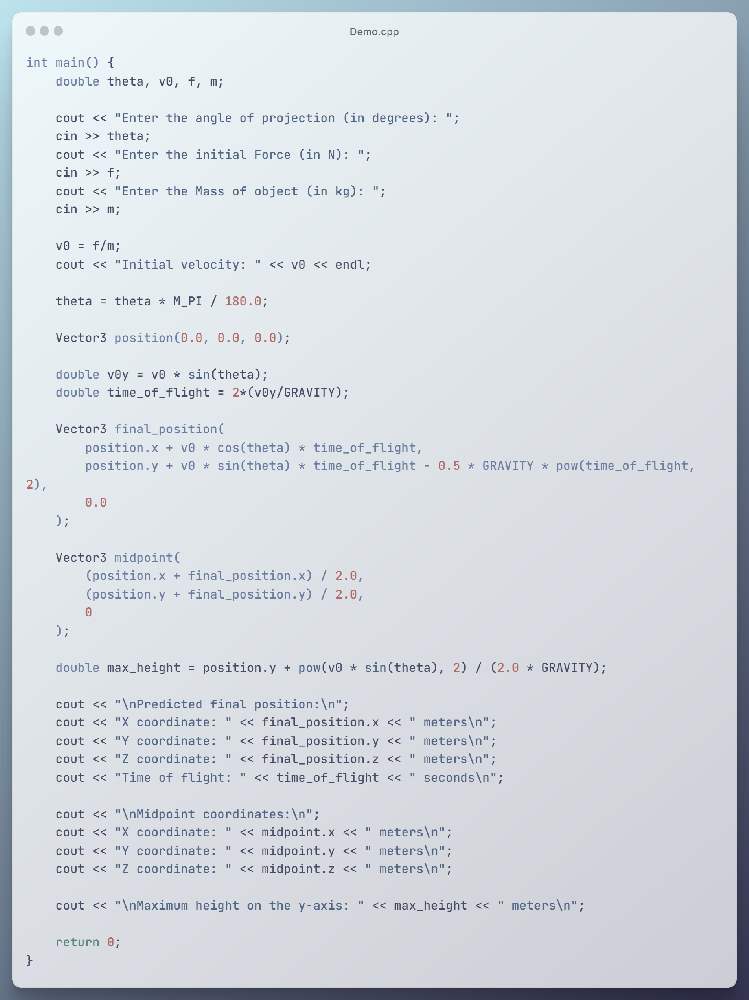 Demo.cpp
int main() {
    double theta, v0, f, m;

    cout << "Enter the angle of projection (in degrees): ";
    cin >> theta;
    cout << "Enter the initial Force (in N): ";
    cin >> f;
    cout << "Enter the Mass of object (in kg): ";
    cin >> m;

    v0 = f/m;
    cout << "Initial velocity: " << v0 << endl;

    theta = theta * M_PI / 180.0;

    Vector3 position(0.0, 0.0, 0.0);

    double v0y = v0 * sin(theta);
    double time_of_flight = 2*(v0y/GRAVITY);

    Vector3 final_position(
        position.x + v0 * cos(theta) * time_of_flight,
        position.y + v0 * sin(theta) * time_of_flight - 0.5 * GRAVITY * pow(time_of_flight,
2),
        0.0
    );

    Vector3 midpoint(
        (position.x + final_position.x) / 2.0,
        (position.y + final_position.y) / 2.0,
        0
    );

    double max_height = position.y + pow(v0 * sin(theta), 2) / (2.0 * GRAVITY);

    cout << "\nPredicted final position:\n";
    cout << "X coordinate: " << final_position.x << " meters\n";
    cout << "Y coordinate: " << final_position.y << " meters\n";
    cout << "Z coordinate: " << final_position.z << " meters\n";
    cout << "Time of flight: " << time_of_flight << " seconds\n";

    cout << "\nMidpoint coordinates:\n";
    cout << "X coordinate: " << midpoint.x << " meters\n";
    cout << "Y coordinate: " << midpoint.y << " meters\n";
    cout << "Z coordinate: " << midpoint.z << " meters\n";

    cout << "\nMaximum height on the y-axis: " << max_height << " meters\n";

    return 0;
}